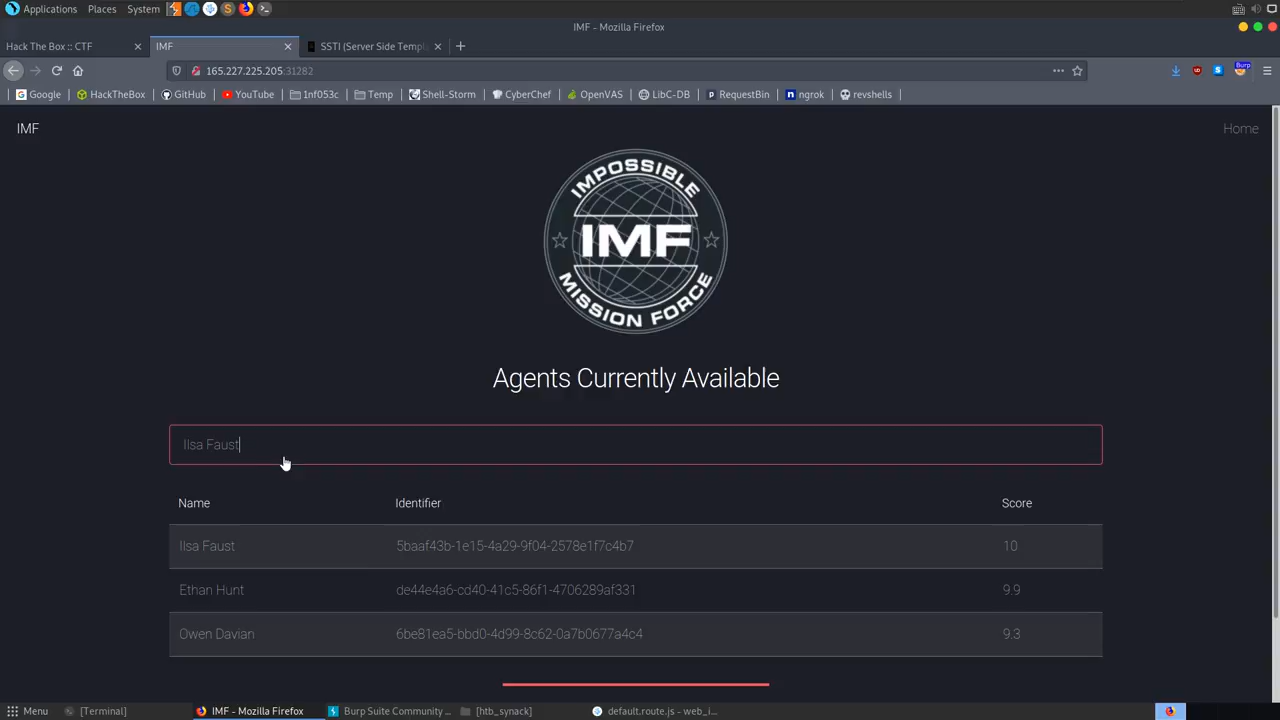 Applications Places System
IMF - Mozilla Firefox
Hack The Box :: CTF IMF SSTI (Server Side Templ
165.227.225.205:31282
Burp
Google HackTheBox GitHub YouTube 1nf053c Temp Shell-Storm CyberChef OpenVAS LibC-DB RequestBin ngrok revshells
IMF Home
IMPOSSIBLE
IMF
MISSION FORCE
Agents Currently Available
Ilsa Faust
Name Identifier Score
Ilsa Faust 5baaf43b-1e15-4a29-9f04-2578e1f7c4b7 10
Ethan Hunt de44e4a6-cd40-41c5-86f1-4706289af331 9.9
Owen Davian 6be81ea5-bbd0-4d99-8c62-0a7b0677a4c4 9.3
Menu [Terminal] IMF - Mozilla Firefox Burp Suite Community ... [htb_synack] default.route.js - web_i...